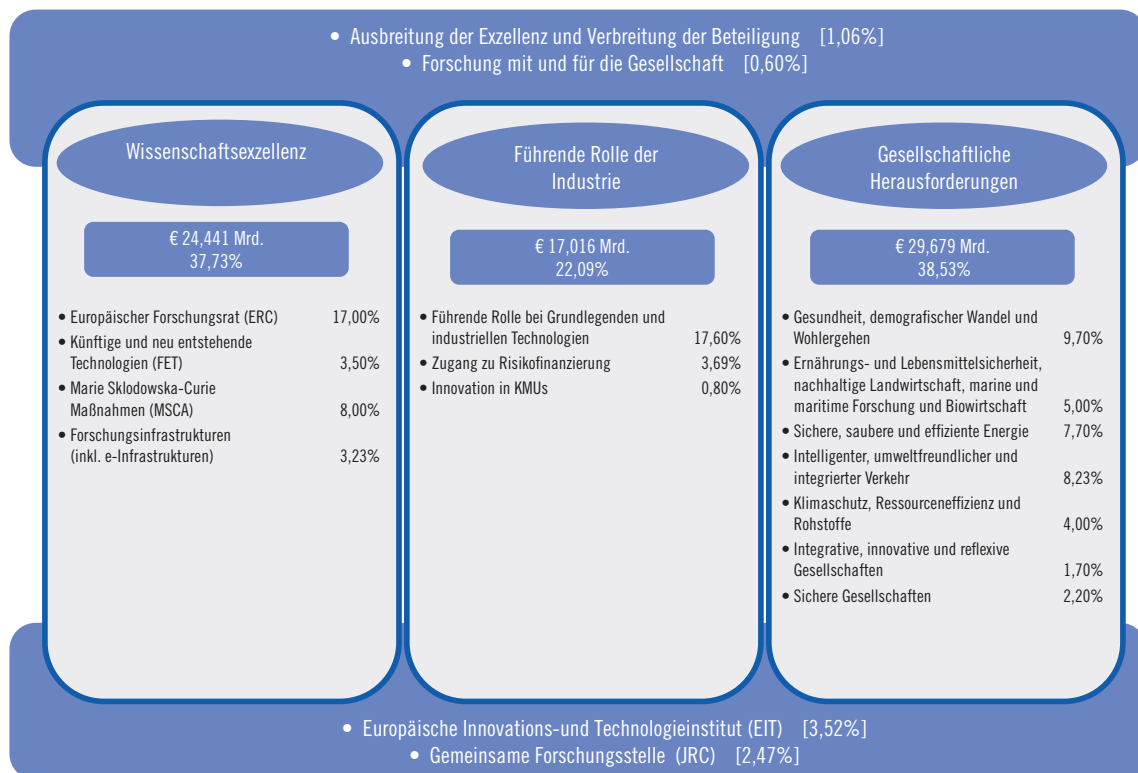 • Ausbreitung der Exzellenz und Verbreitung der Beteiligung [1,06%]
• Forschung mit und für die Gesellschaft [0,60%]
Wissenschaftsexzellenz
€ 24,441 Mrd.
37,73%
• Europäischer Forschungsrat (ERC) 17,00%
• Künftige und neu entstehende
Technologien (FET) 3,50%
• Marie Sklodowska-Curie
Maßnahmen (MSCA) 8,00%
• Forschungsinfrastrukturen
(inkl. e-Infrastrukturen) 3,23%
Führende Rolle der
Industrie
€ 17,016 Mrd.
22,09%
• Führende Rolle bei Grundlegenden und
industriellen Technologien 17,60%
• Zugang zu Risikofinanzierung 3,69%
• Innovation in KMUs 0,80%
Gesellschaftliche
Herausforderungen
€ 29,679 Mrd.
38,53%
• Gesundheit, demografischer Wandel und
Wohlergehen 9,70%
• Ernährungs- und Lebensmittelsicherheit,
nachhaltige Landwirtschaft, marine und
maritime Forschung und Biowirtschaft 5,00%
• Sichere, saubere und effiziente Energie 7,70%
• Intelligenter, umweltfreundlicher und
integrierter Verkehr 8,23%
• Klimaschutz, Ressourceneffizienz und
Rohstoffe 4,00%
• Integrative, innovative und reflexive
Gesellschaften 1,70%
• Sichere Gesellschaften 2,20%
• Europäische Innovations-und Technologieinstitut (EIT) [3,52%]
• Gemeinsame Forschungsstelle (JRC) [2,47%]